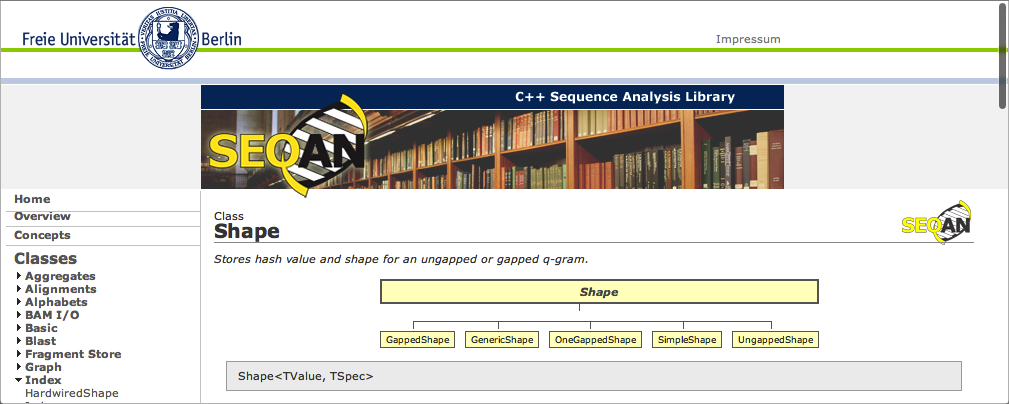 Freie Universität Berlin
Impressum
C++ Sequence Analysis Library
SEQAN
Home
Overview
Concepts
Classes
Aggregates
Alignments
Alphabets
BAM I/O
Basic
Blast
Fragment Store
Graph
Index
HardwiredShape
Class
Shape
SEQAN
Stores hash value and shape for an ungapped or gapped q-gram.
Shape
GappedShape GenericShape OneGappedShape SimpleShape UngappedShape
Shape<TValue, TSpec>